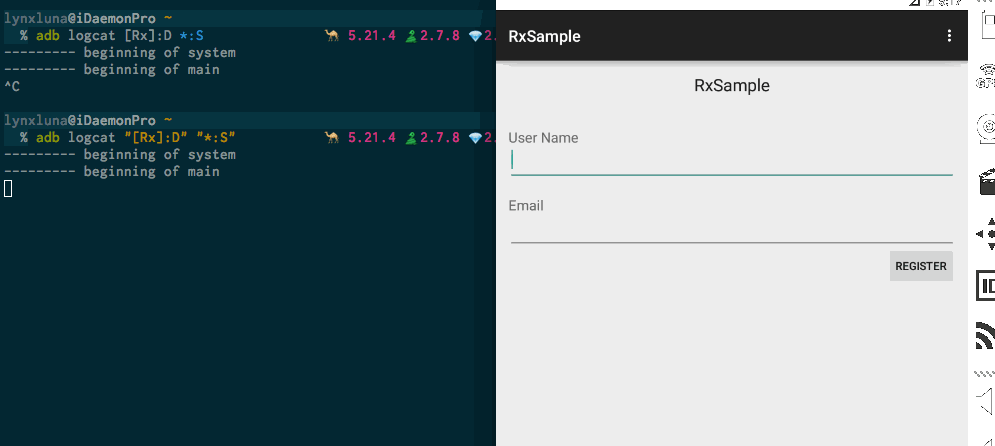 lynxluna@iDaemonPro ~
% adb logcat [Rx]:D *:S 5.21.4 2.7.8 2.
--------- beginning of system
--------- beginning of main
^C
lynxluna@iDaemonPro ~
% adb logcat "[Rx]:D" "*:S" 5.21.4 2.7.8 2.
--------- beginning of system
--------- beginning of main
RxSample
RxSample
User Name
Email
REGISTER